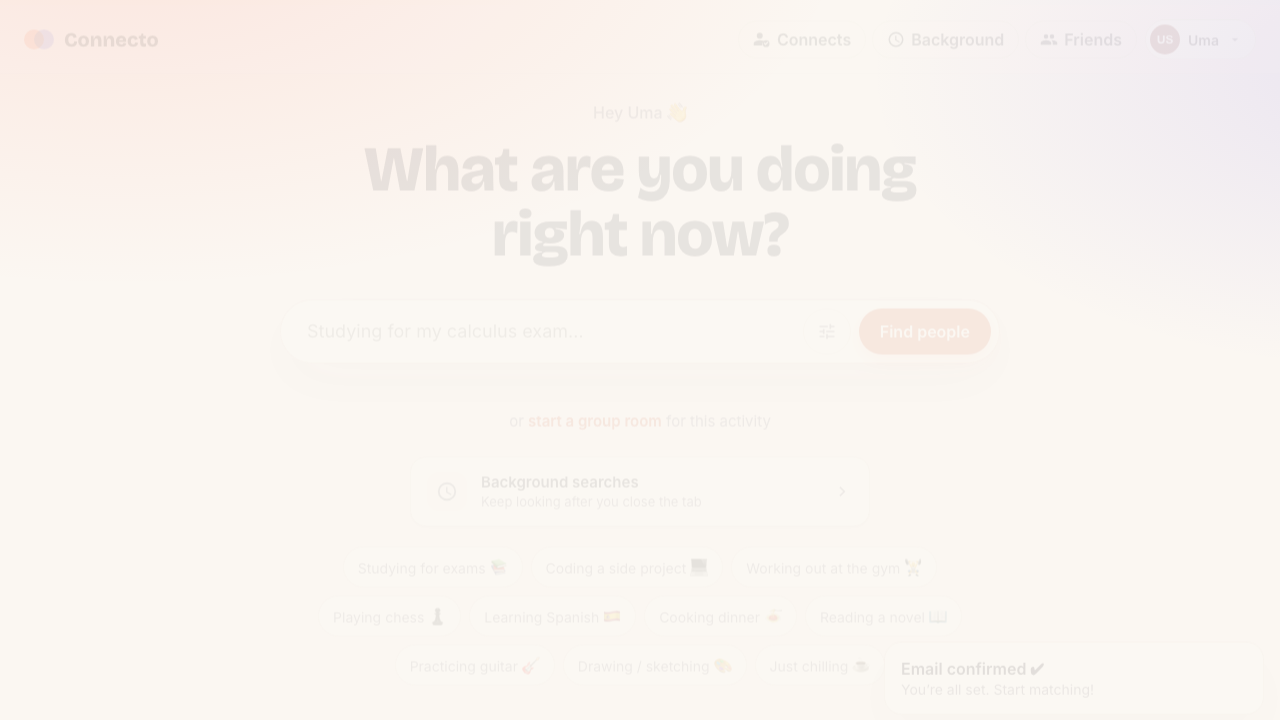 Connecto
Connects
Background
Friends
US
Uma
Hey Uma 👋
What are you doing
right now?
Studying for my calculus exam...
Find people
or start a group room for this activity
Background searches
Keep looking after you close the tab
Studying for exams 📚
Coding a side project 💻
Working out at the gym 🏋️
Playing chess ♟️
Learning Spanish 🇪🇸
Cooking dinner 🍝
Reading a novel 📖
Practicing guitar 🎸
Drawing / sketching 🎨
Just chilling ☕
Email confirmed ✔
You're all set. Start matching!